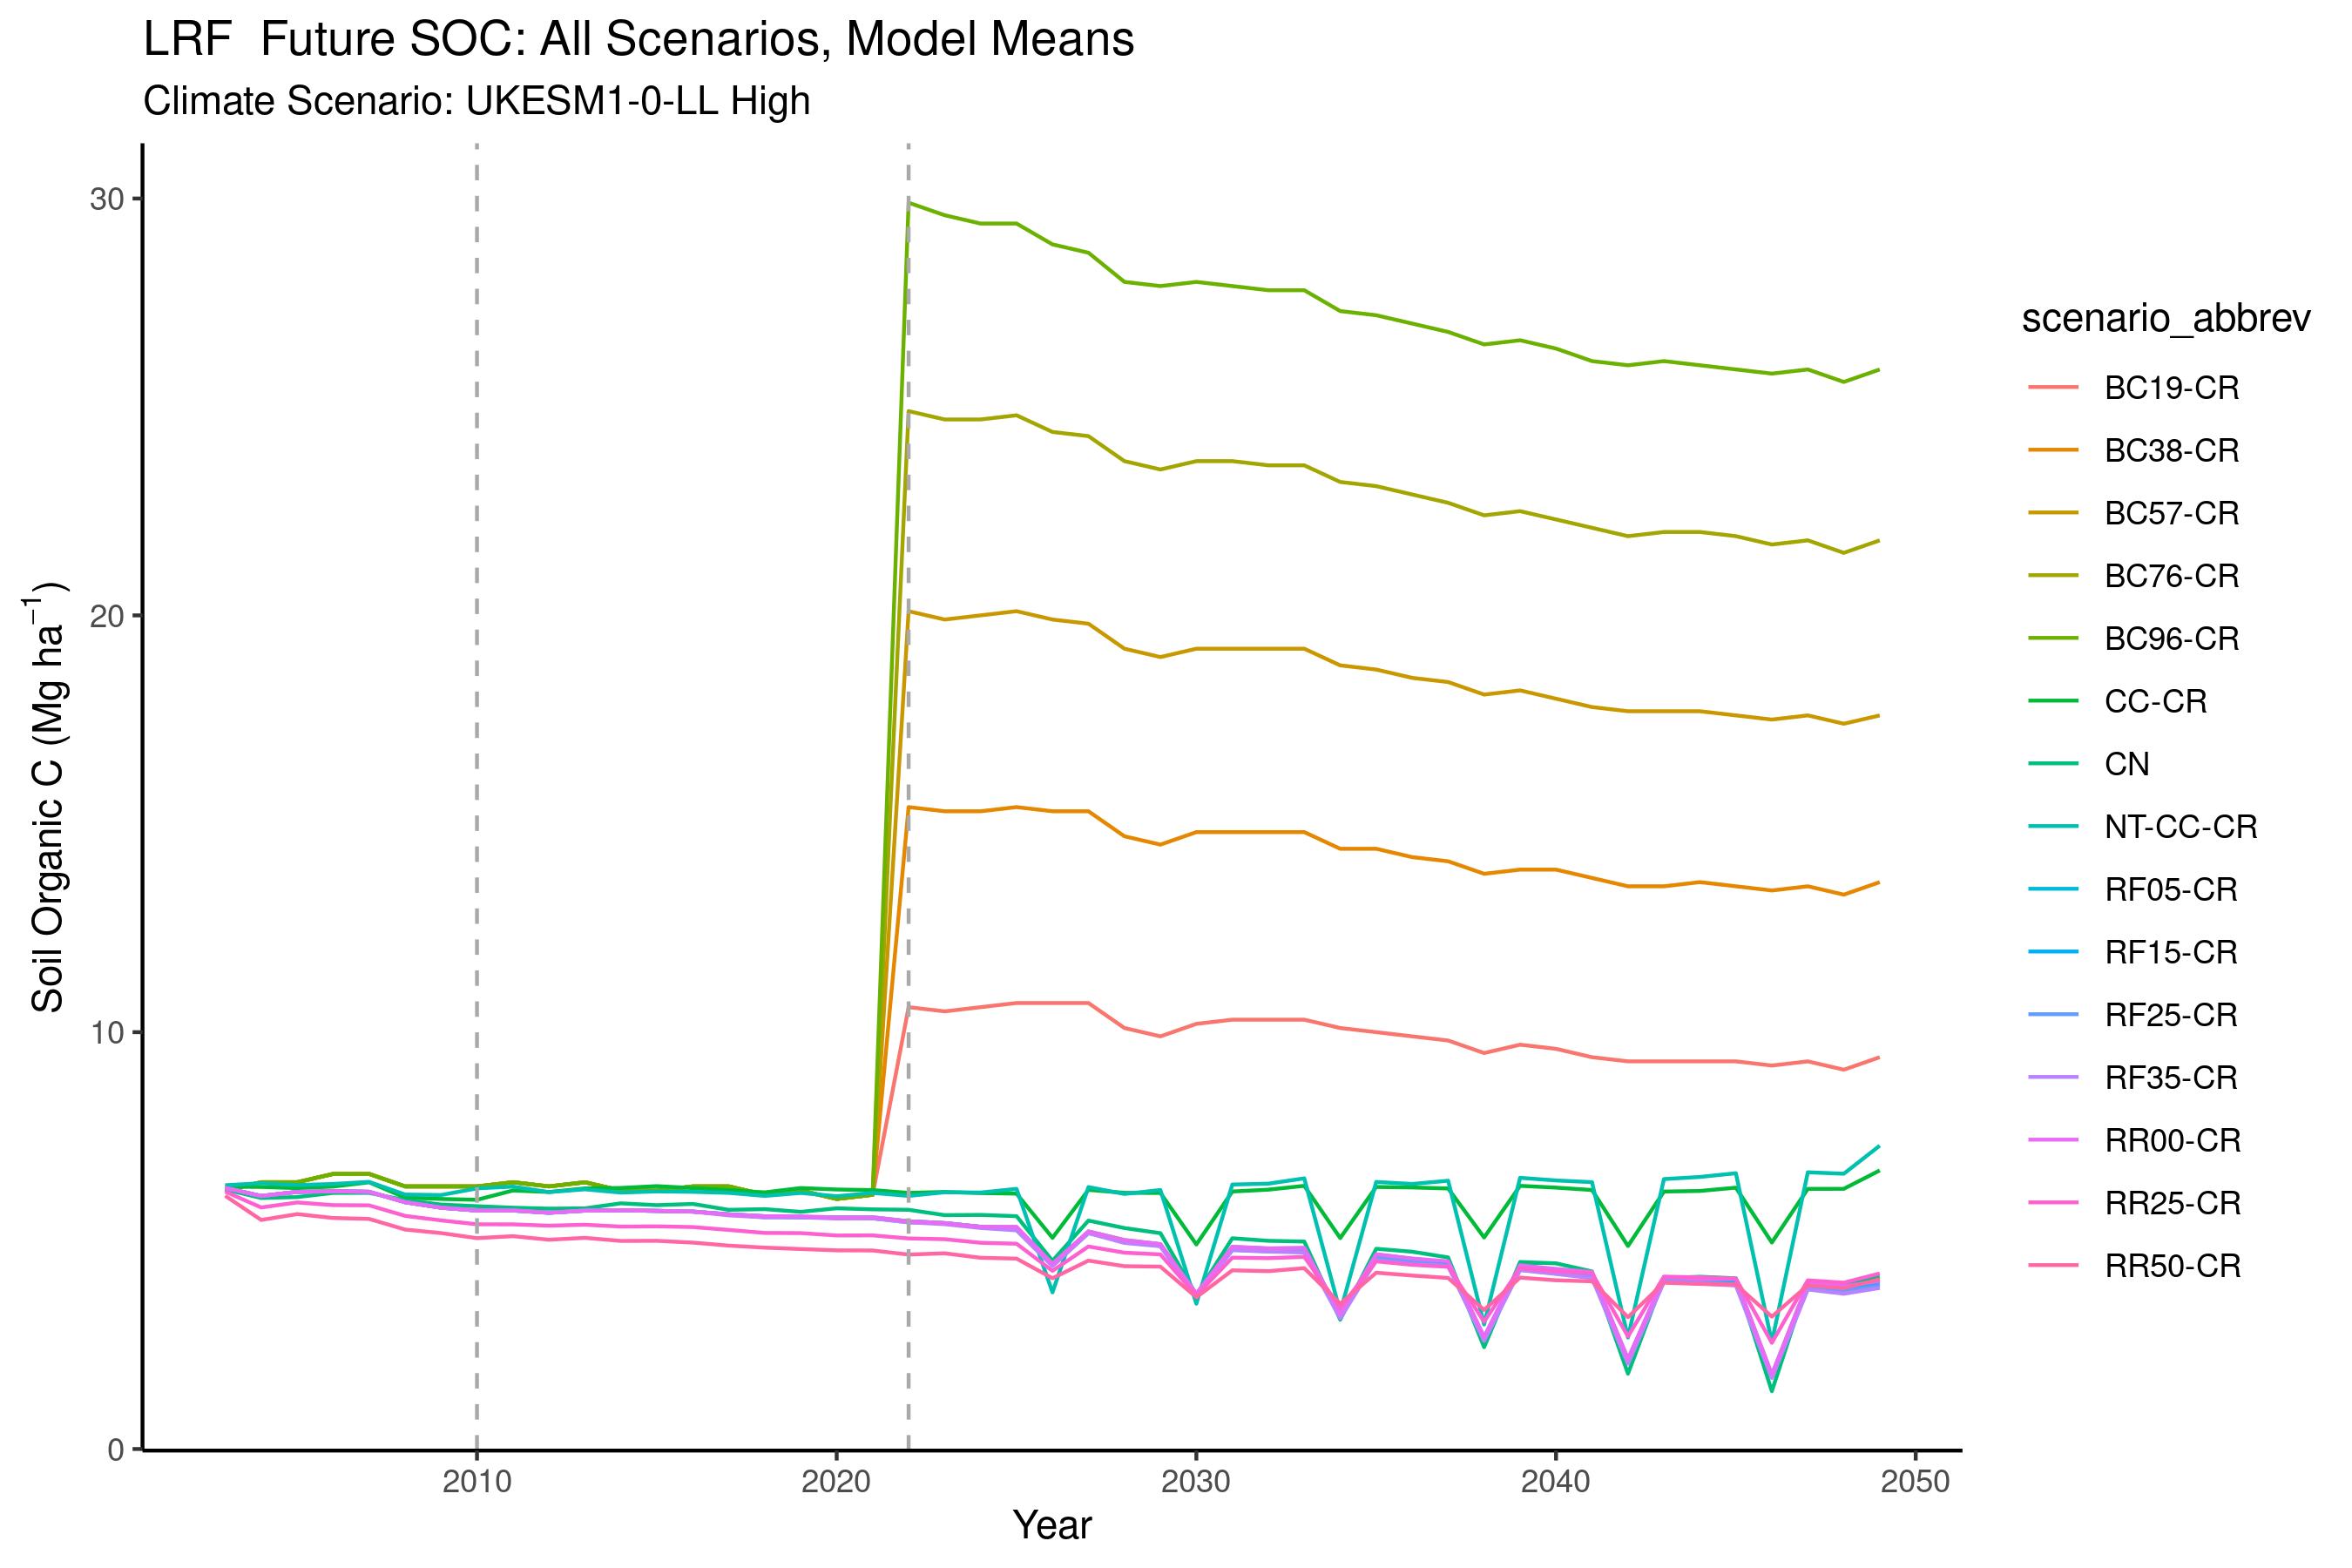 LRF  Future SOC: All Scenarios, Model Means
Climate Scenario: UKESM1-0-LL High
30
20
10
0
Soil Organic C (Mg ha⁻¹)
2010
2020
2030
2040
2050
Year
scenario_abbrev
BC19-CR
BC38-CR
BC57-CR
BC76-CR
BC96-CR
CC-CR
CN
NT-CC-CR
RF05-CR
RF15-CR
RF25-CR
RF35-CR
RR00-CR
RR25-CR
RR50-CR